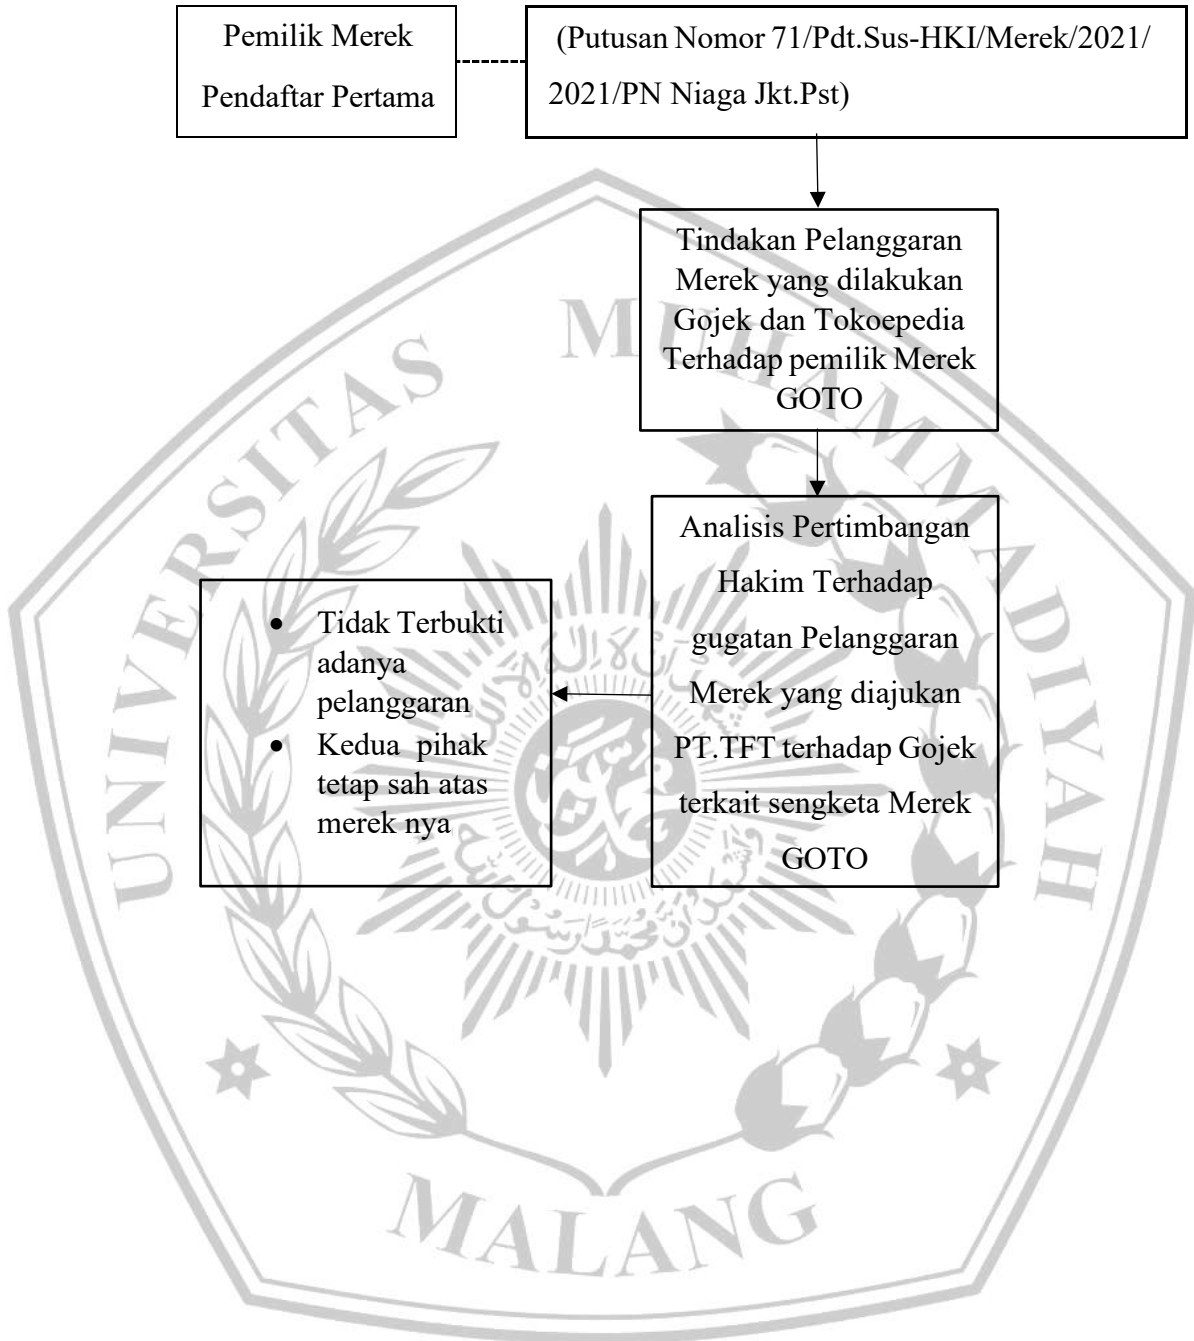 Pemilik Merek
Pendaftar Pertama
(Putusan Nomor 71/Pdt.Sus-HKI/Merek/2021/
2021/PN Niaga Jkt.Pst)
Tindakan Pelanggaran
Merek yang dilakukan
Gojek dan Tokoepedia
Terhadap pemilik Merek
GOTO
Analisis Pertimbangan
Hakim Terhadap
gugatan Pelanggaran
Merek yang diajukan
PT.TFT terhadap Gojek
terkait sengketa Merek
GOTO
• Tidak Terbukti
adanya
pelanggaran
• Kedua pihak
tetap sah atas
merek nya
UNIVERSITAS MUHAMMADIYAH
MALANG